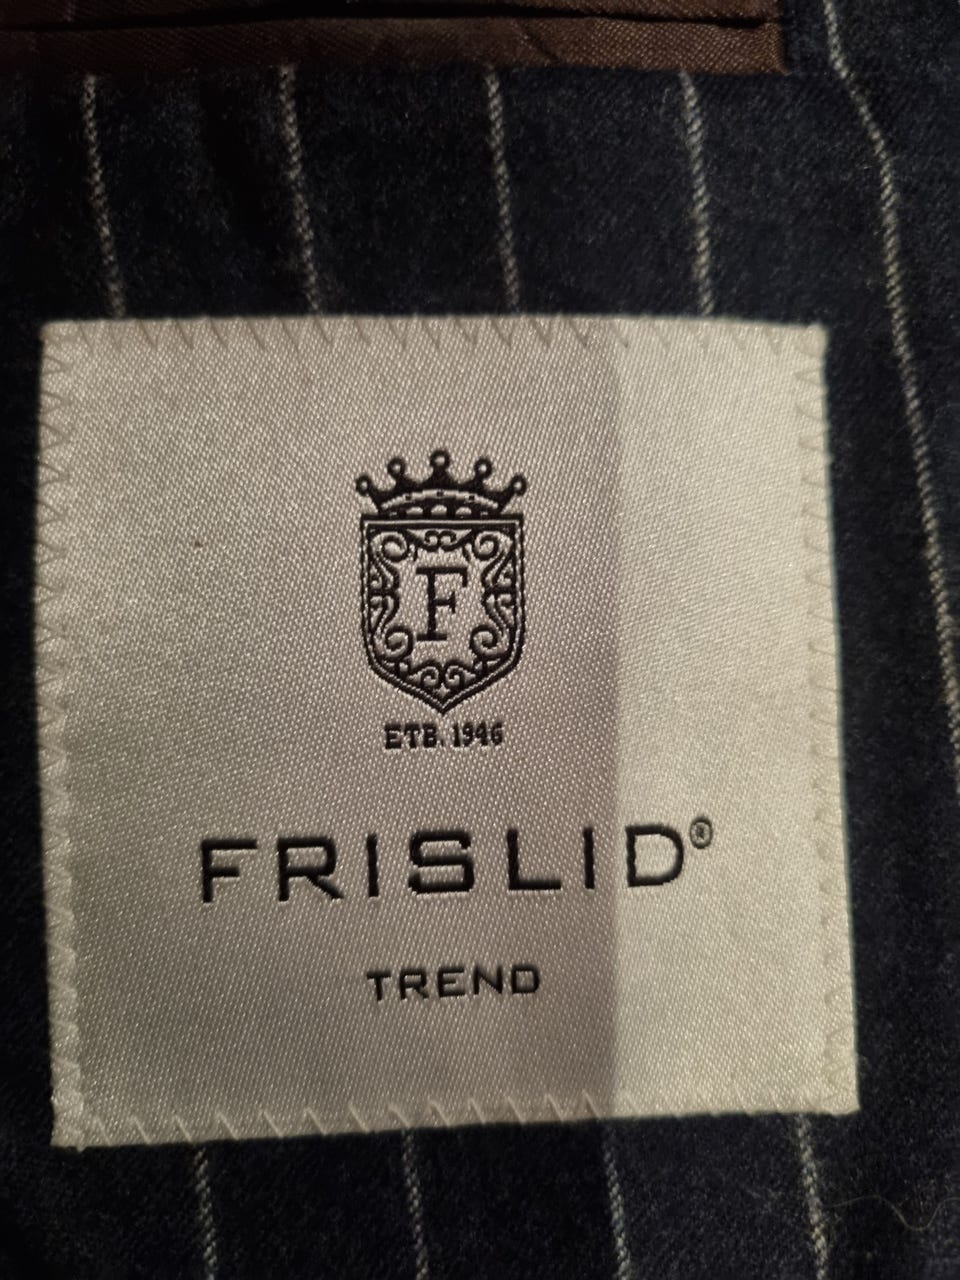 F
ETB. 1946
FRISLID®
TREND